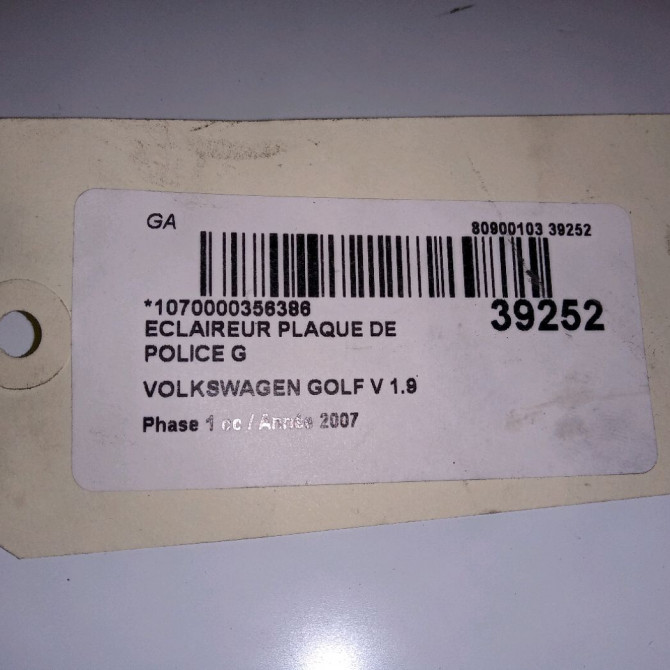 GA
80900103 39252
*1070000356386
39252
ECLAIREUR PLAQUE DE
POLICE G
VOLKSWAGEN GOLF V 1.9
Phase 1 cc / Année 2007